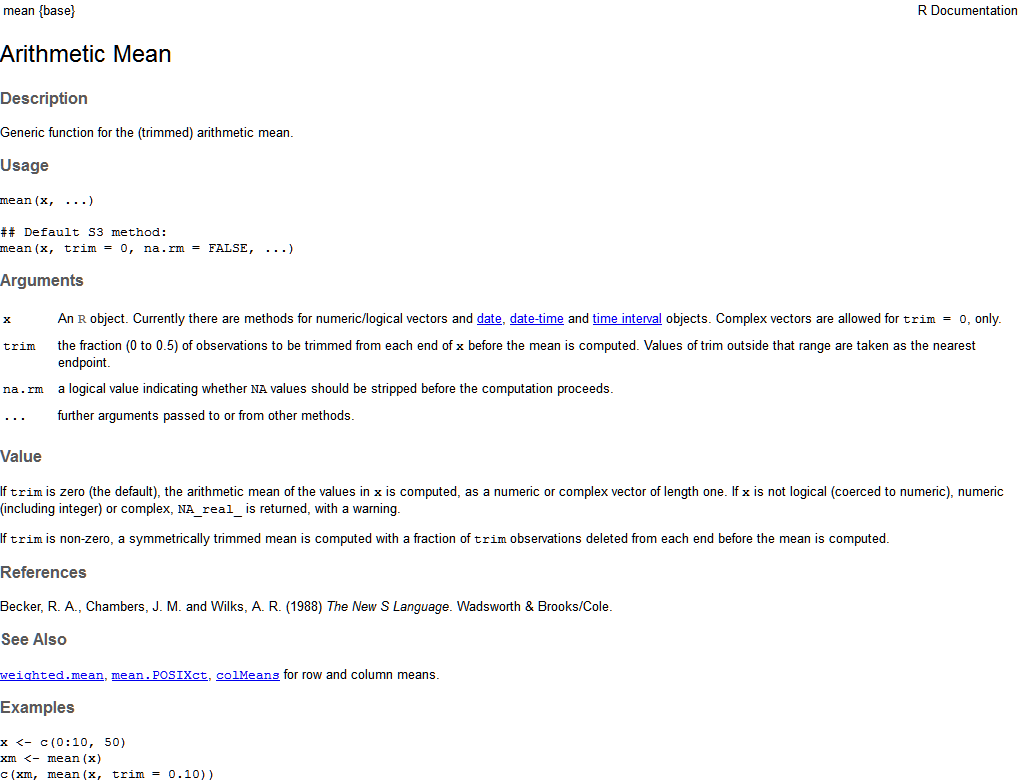 mean {base} R Documentation
Arithmetic Mean
Description
Generic function for the (trimmed) arithmetic mean.
Usage
mean(x, ...)
## Default S3 method:
mean(x, trim = 0, na.rm = FALSE, ...)
Arguments
x An R object. Currently there are methods for numeric/logical vectors and date, date-time and time interval objects. Complex vectors are allowed for trim = 0, only.
trim the fraction (0 to 0.5) of observations to be trimmed from each end of x before the mean is computed. Values of trim outside that range are taken as the nearest
endpoint.
na.rm a logical value indicating whether NA values should be stripped before the computation proceeds.
... further arguments passed to or from other methods.
Value
If trim is zero (the default), the arithmetic mean of the values in x is computed, as a numeric or complex vector of length one. If x is not logical (coerced to numeric), numeric
(including integer) or complex, NA_real_ is returned, with a warning.
If trim is non-zero, a symmetrically trimmed mean is computed with a fraction of trim observations deleted from each end before the mean is computed.
References
Becker, R. A., Chambers, J. M. and Wilks, A. R. (1988) The New S Language. Wadsworth & Brooks/Cole.
See Also
weighted.mean, mean.POSIXct, colMeans for row and column means.
Examples
x <- c(0:10, 50)
xm <- mean(x)
c(xm, mean(x, trim = 0.10))